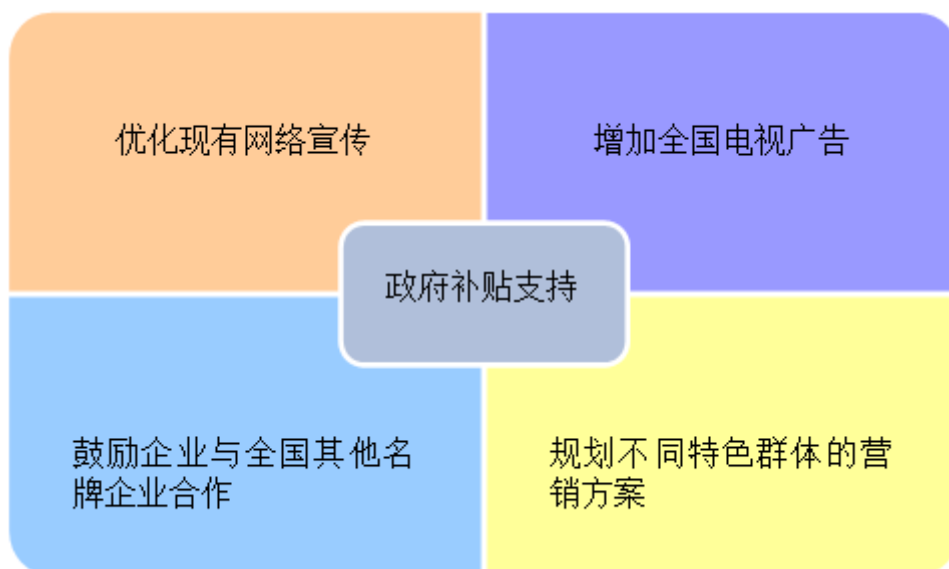 优化现有网络宣传
增加全国电视广告
政府补贴支持
鼓励企业与全国其他名
牌企业合作
规划不同特色群体的营
销方案